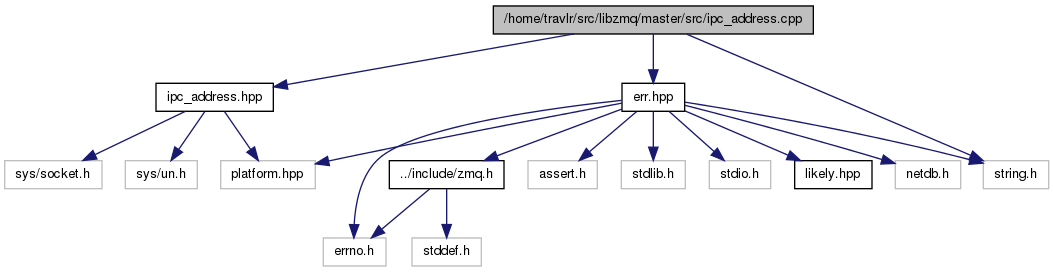 /home/travlr/src/libzmq/master/src/ipc_address.cpp
ipc_address.hpp
err.hpp
sys/socket.h
sys/un.h
platform.hpp
../include/zmq.h
assert.h
stdlib.h
stdio.h
likely.hpp
netdb.h
string.h
errno.h
stddef.h